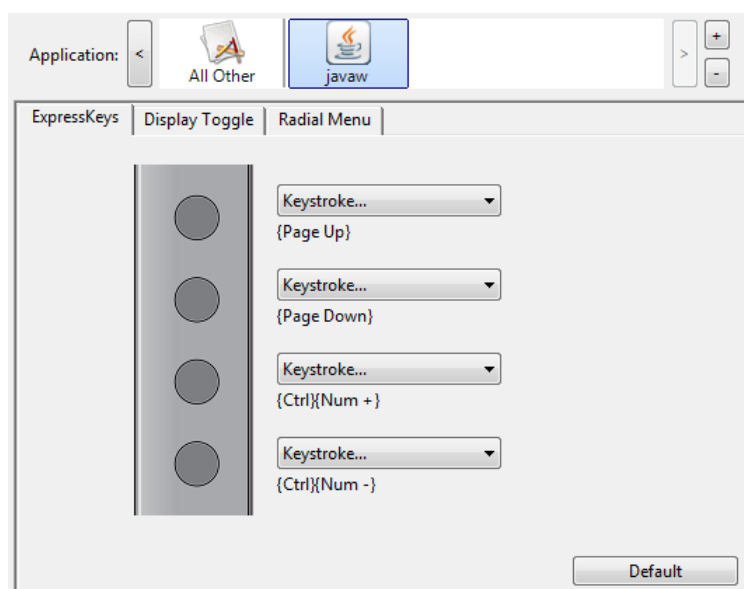 Application: < All Other javaw > +
-
ExpressKeys Display Toggle Radial Menu
Keystroke...
{Page Up}
Keystroke...
{Page Down}
Keystroke...
{Ctrl}{Num +}
Keystroke...
{Ctrl}{Num -}
Default